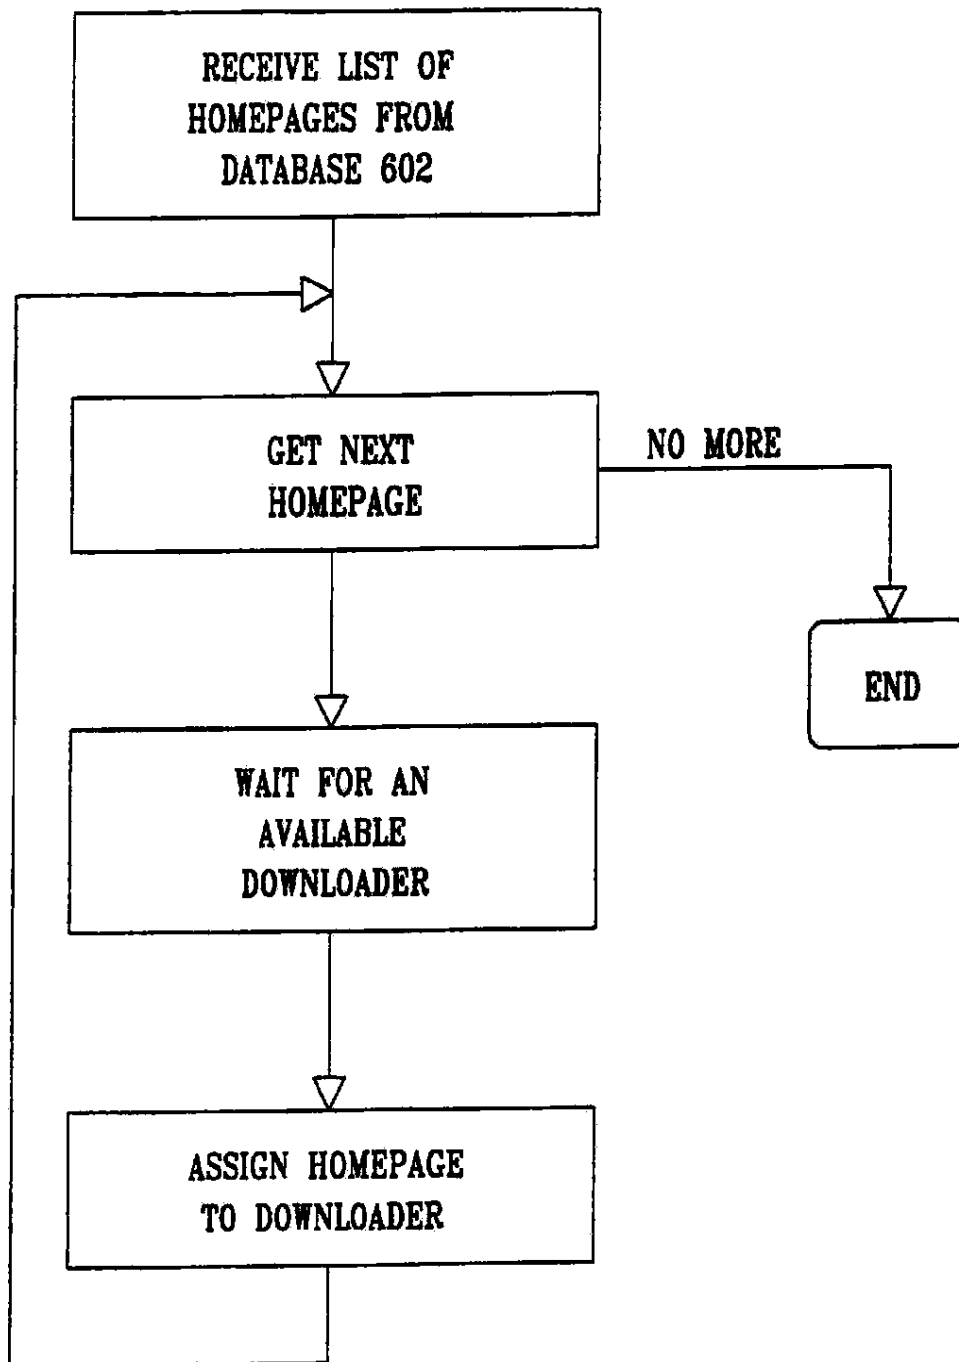 RECEIVE LIST OF
HOMEPAGES FROM
DATABASE 602
GET NEXT
HOMEPAGE
NO MORE
END
WAIT FOR AN
AVAILABLE
DOWNLOADER
ASSIGN HOMEPAGE
TO DOWNLOADER